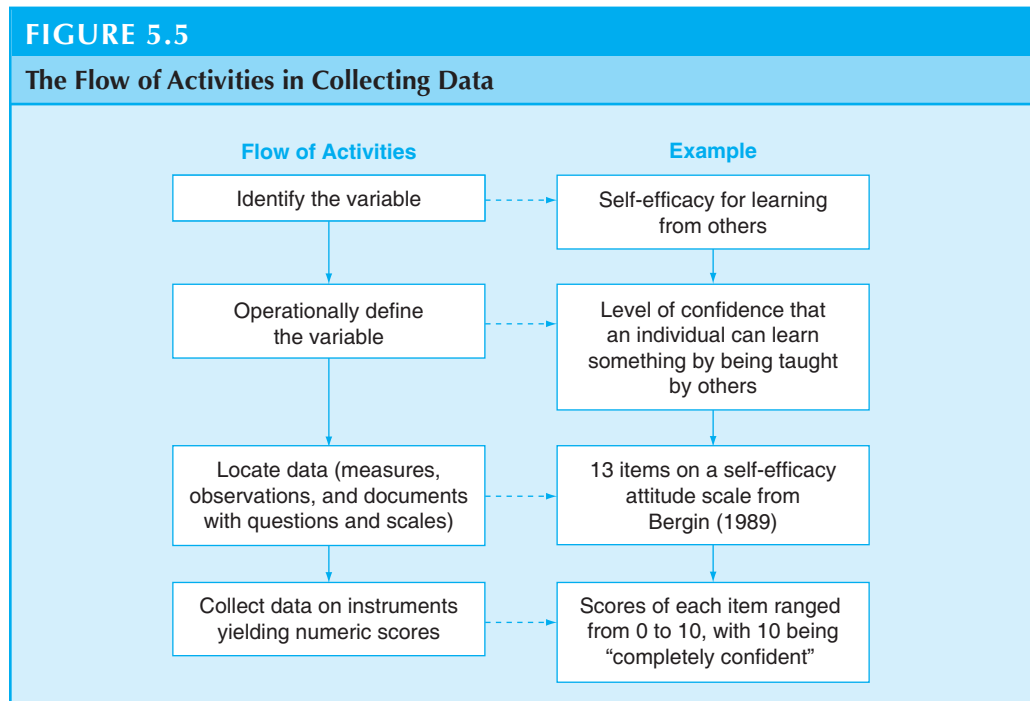 FIGURE 5.5
The Flow of Activities in Collecting Data
Flow of Activities
Example
Identify the variable
Self-efficacy for learning
from others
Operationally define
the variable
Level of confidence that
an individual can learn
something by being taught
by others
Locate data (measures,
observations, and documents
with questions and scales)
13 items on a self-efficacy
attitude scale from
Bergin (1989)
Collect data on instruments
yielding numeric scores
Scores of each item ranged
from 0 to 10, with 10 being
“completely confident”